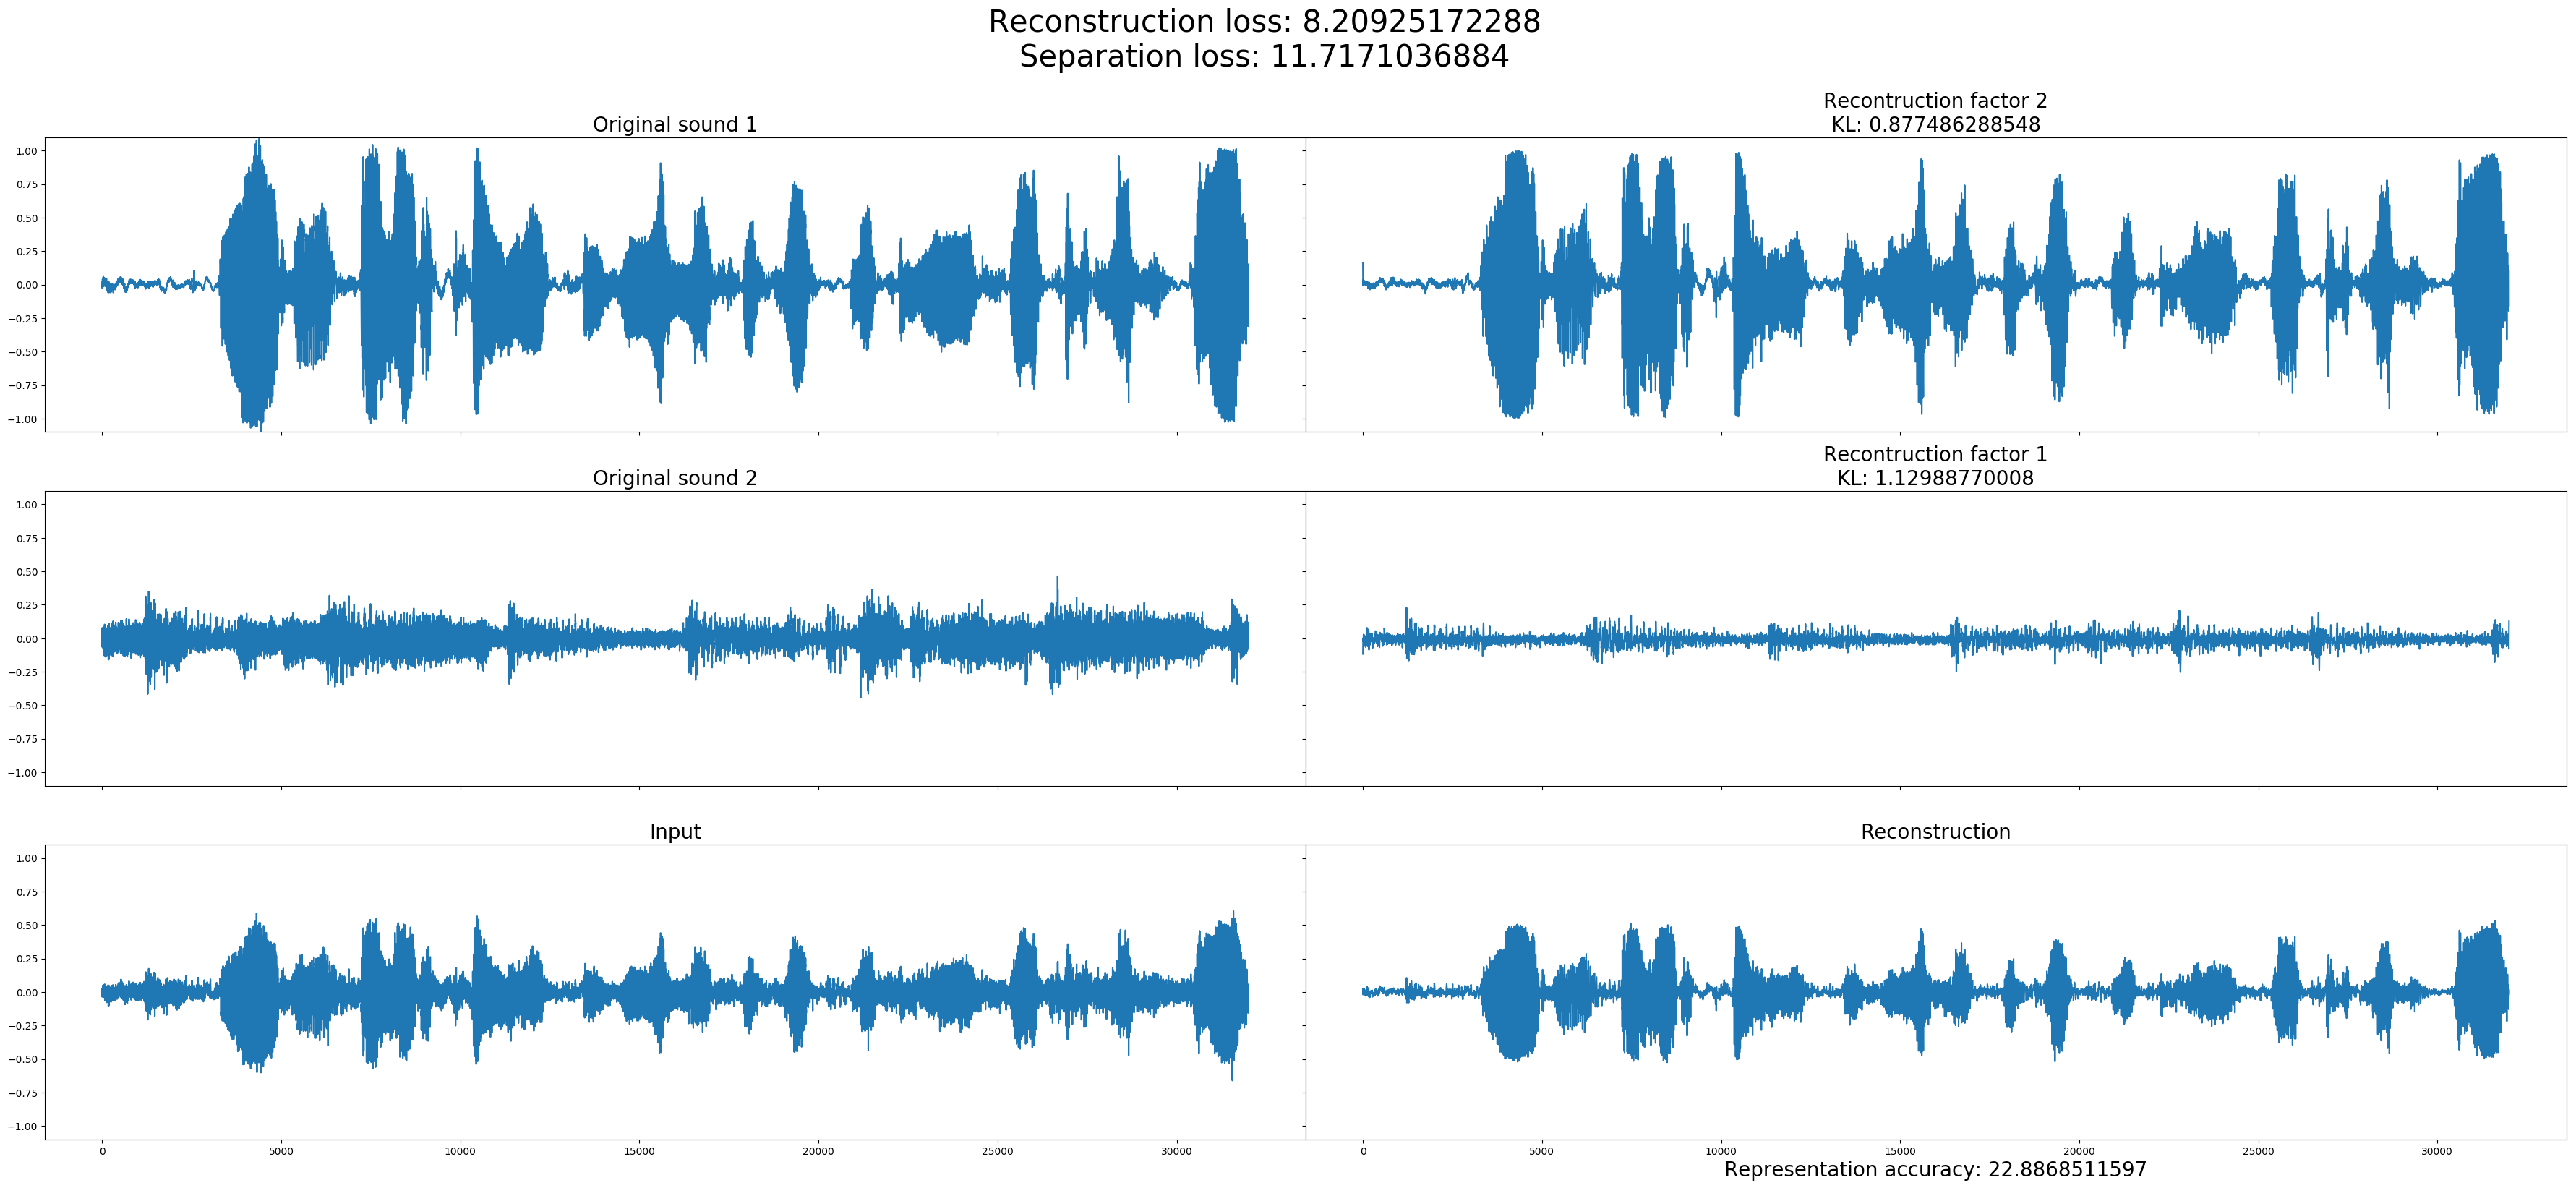 Reconstruction loss: 8.20925172288
Separation loss: 11.7171036884
Original sound 1
Recontruction factor 2
KL: 0.877486288548
1.00
0.75
0.50
0.25
0.00
−0.25
−0.50
−0.75
−1.00
Original sound 2
Recontruction factor 1
KL: 1.12988770008
1.00
0.75
0.50
0.25
0.00
−0.25
−0.50
−0.75
−1.00
Input
Reconstruction
1.00
0.75
0.50
0.25
0.00
−0.25
−0.50
−0.75
−1.00
0 5000 10000 15000 20000 25000 30000
0 5000 10000 15000 20000 25000 30000
Representation accuracy: 22.8868511597